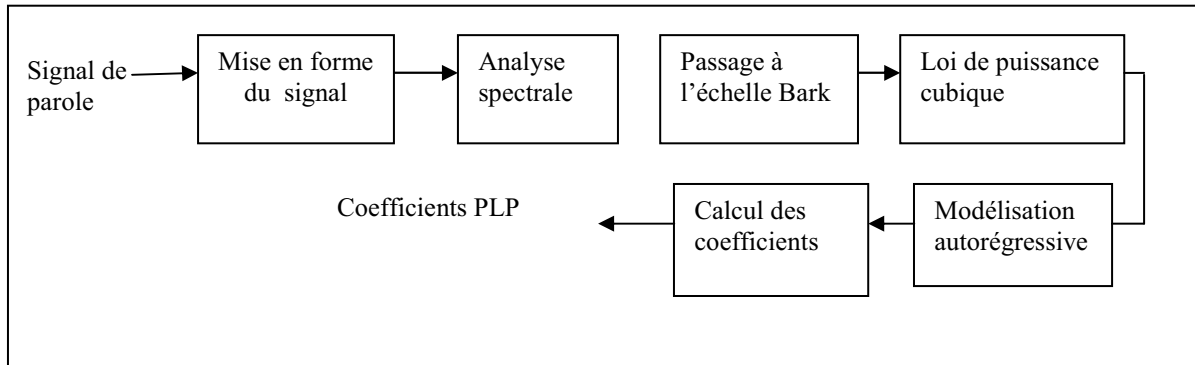 Signal de
parole
Mise en forme
du signal
Analyse
spectrale
Passage à
l’échelle Bark
Loi de puissance
cubique
Coefficients PLP
Calcul des
coefficients
Modélisation
autorégressive